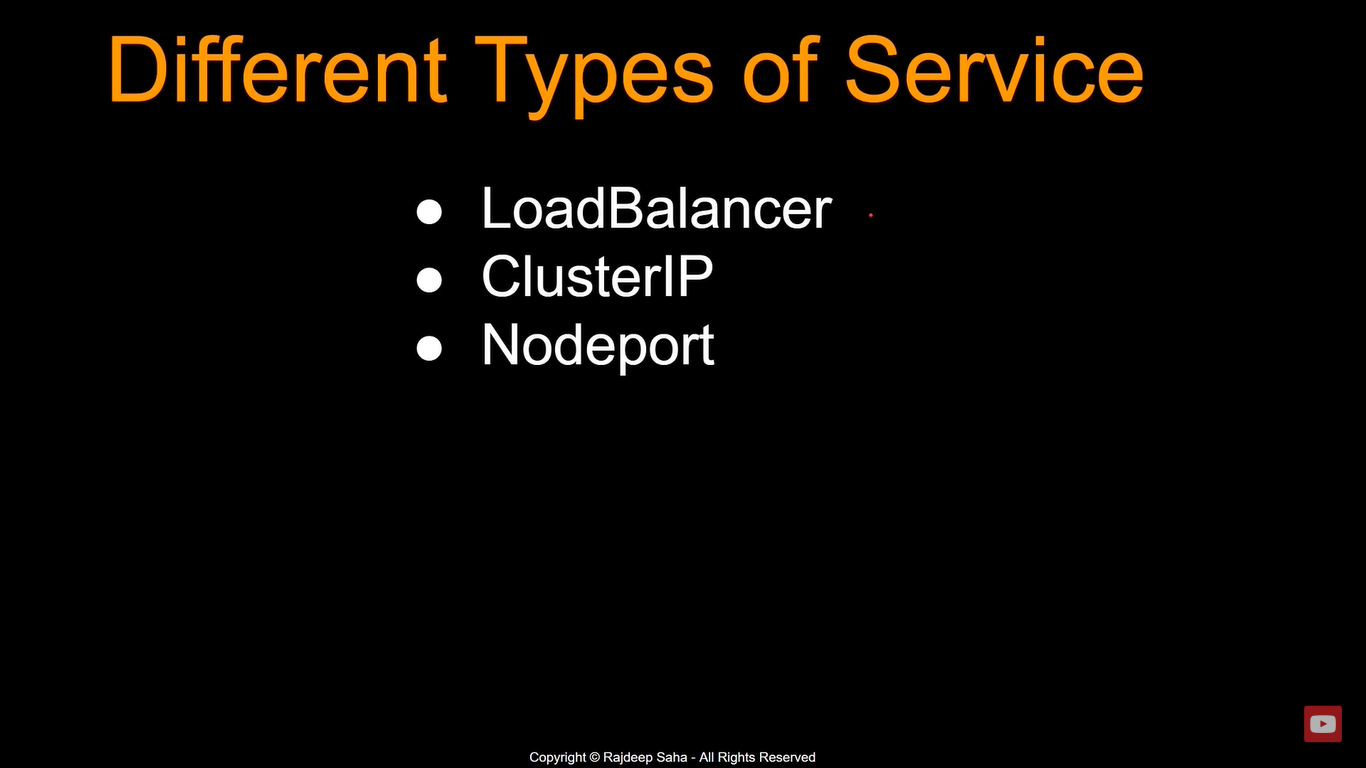 Different Types of Service
● LoadBalancer
● ClusterIP
● Nodeport
Copyright © Rajdeep Saha - All Rights Reserved